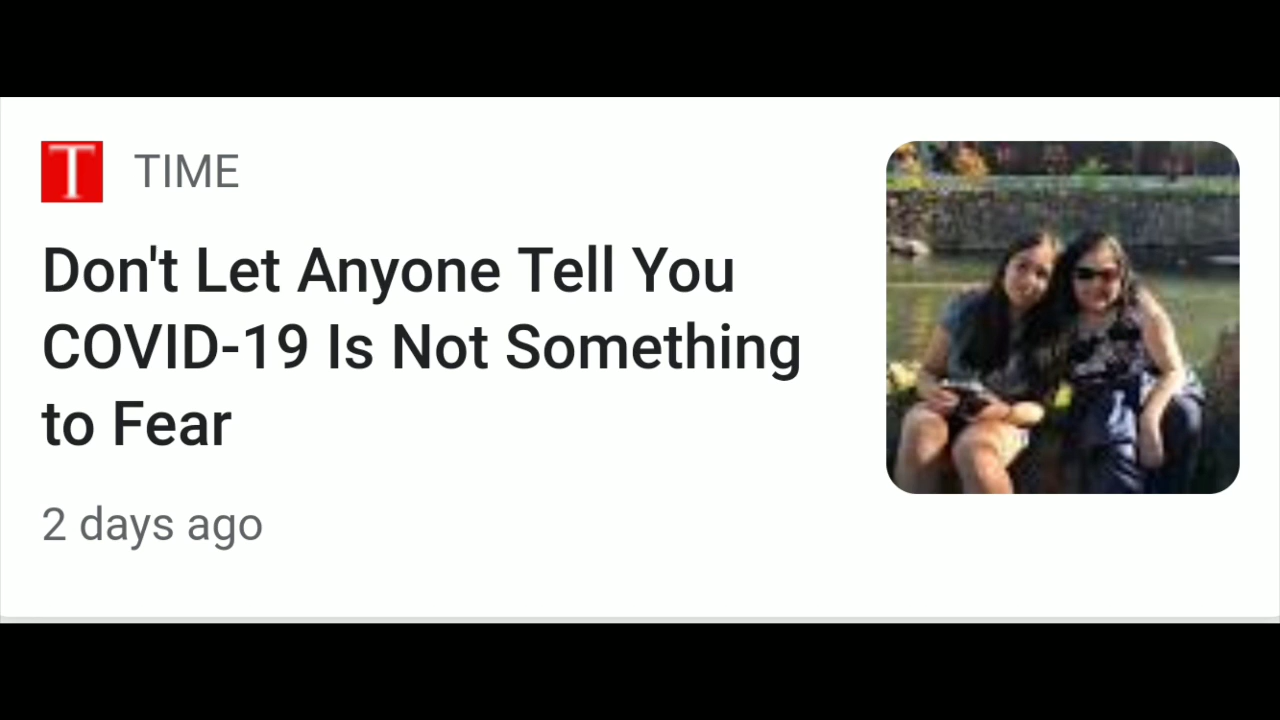 T TIME
Don't Let Anyone Tell You
COVID-19 Is Not Something
to Fear
2 days ago